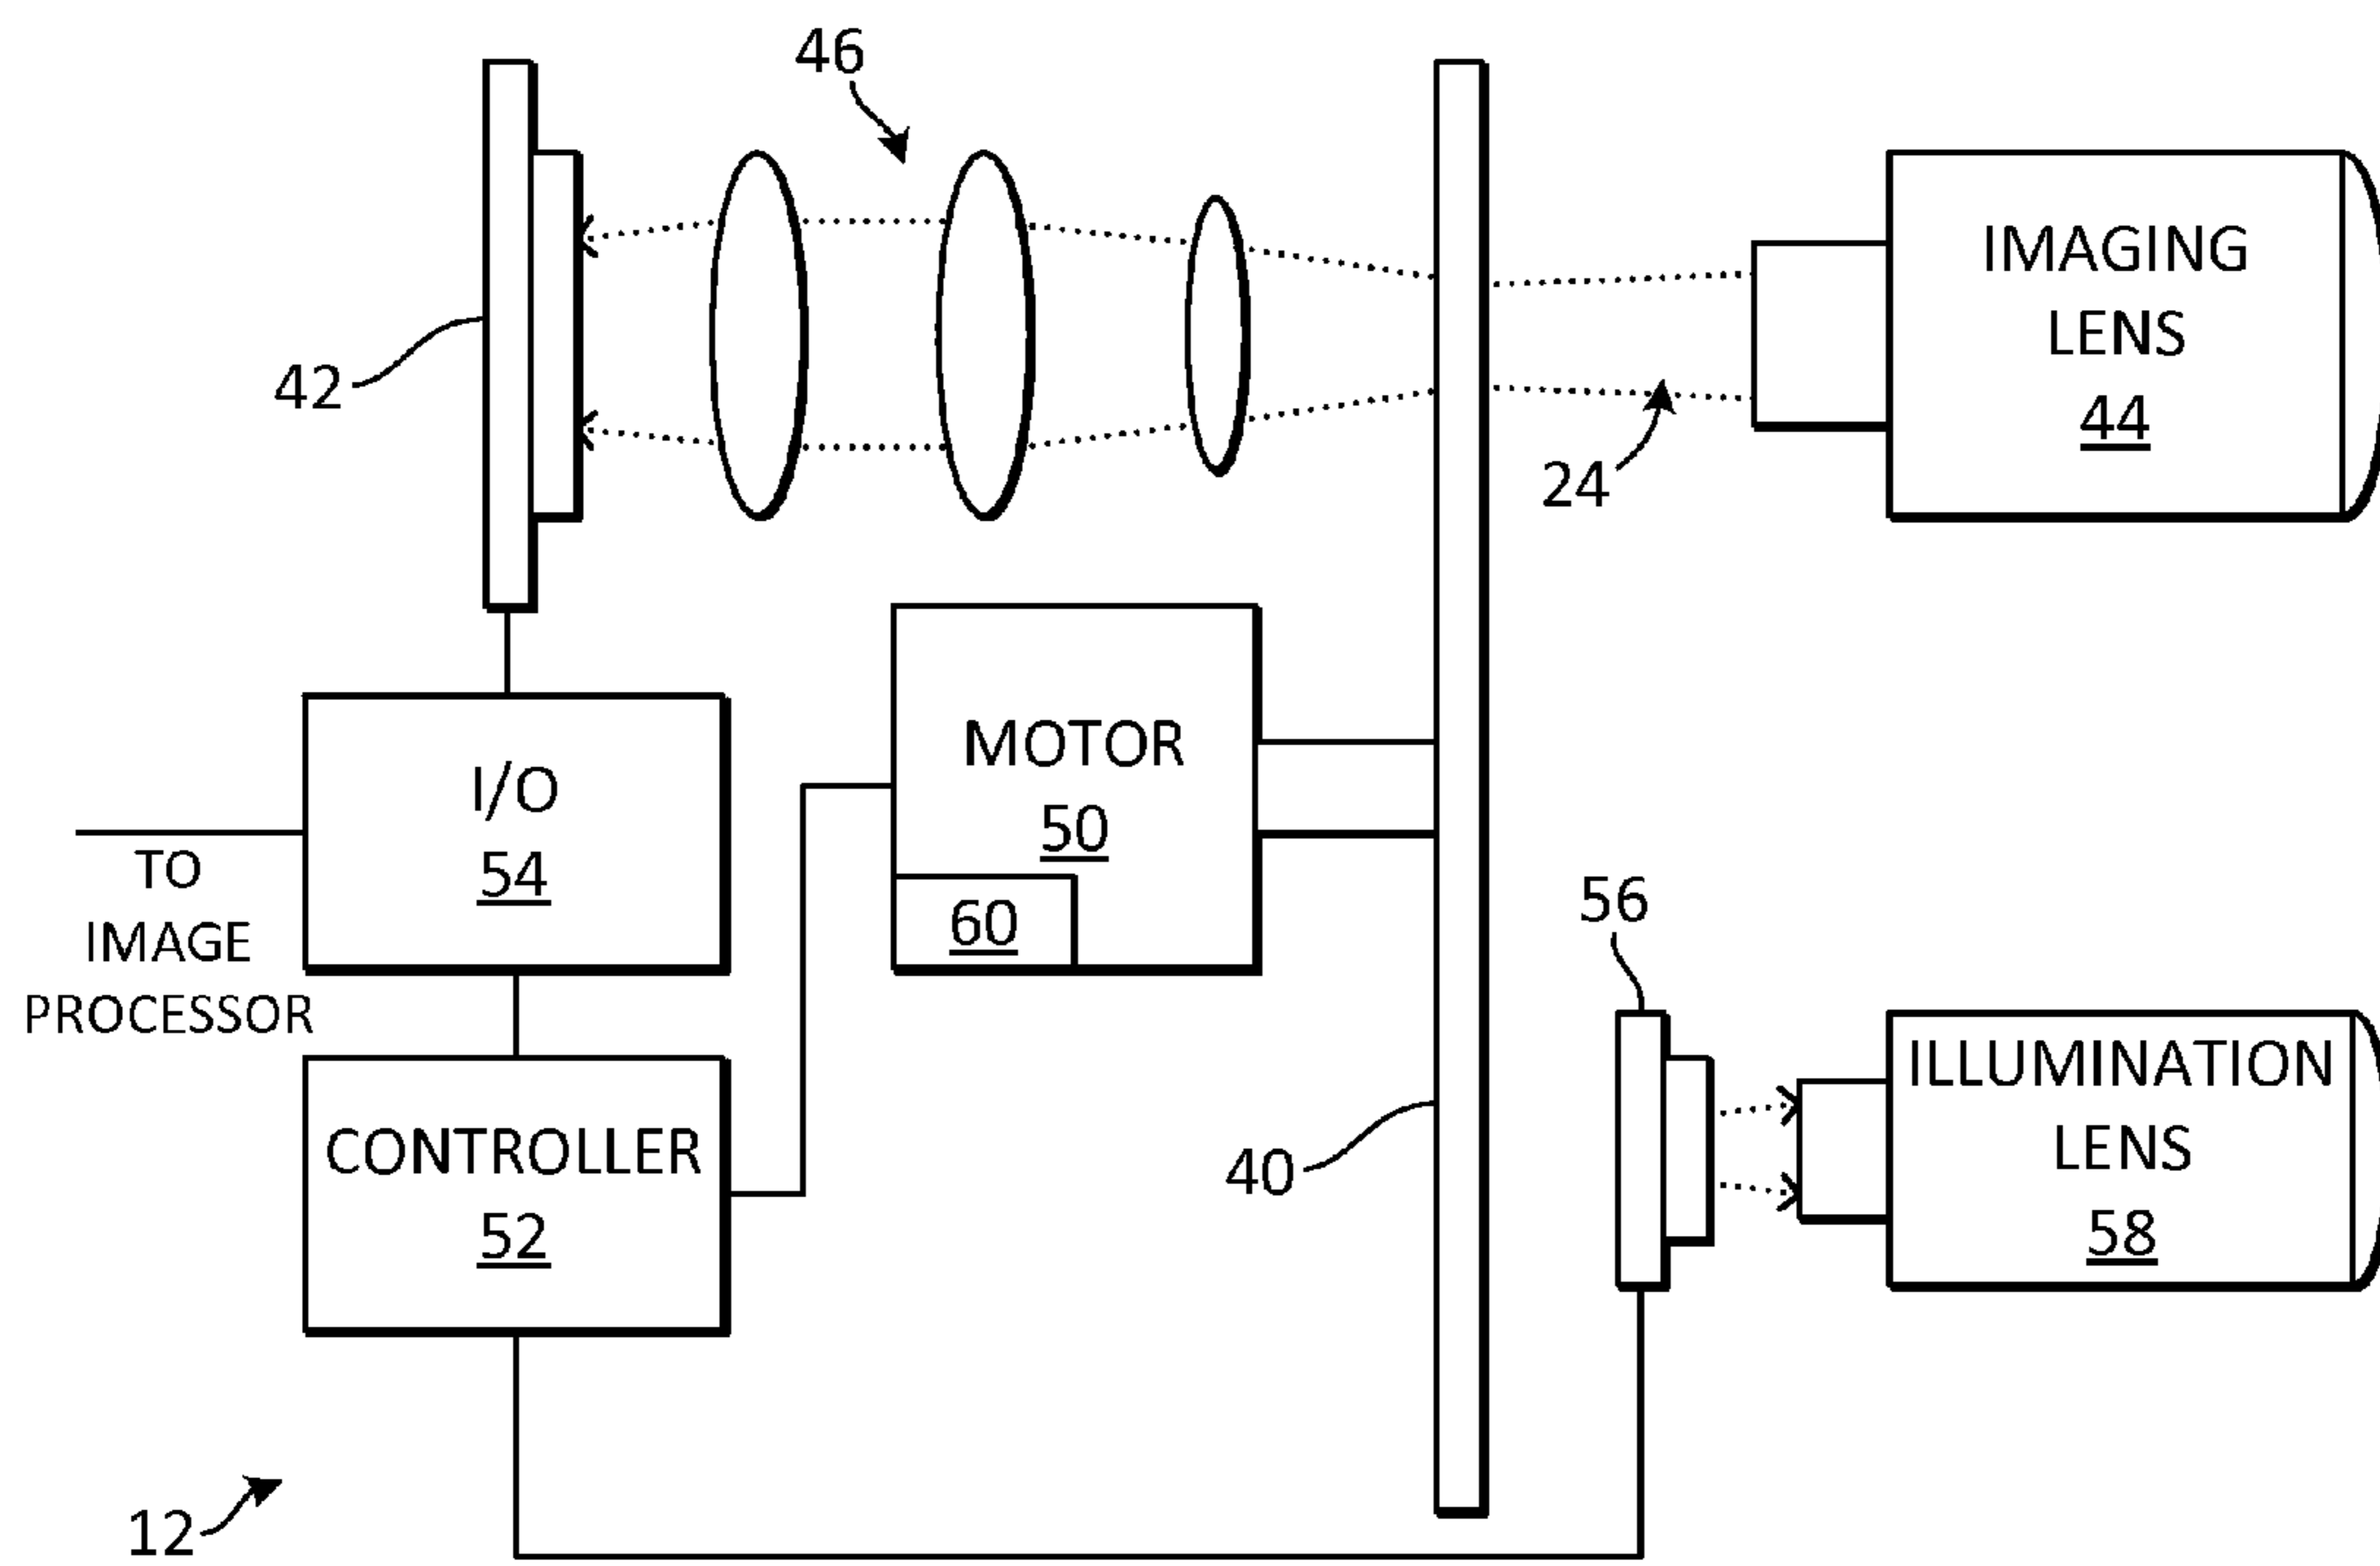 46
IMAGING
LENS
44
42
24
MOTOR
50
60
I/O
54
TO
IMAGE
PROCESSOR
56
ILLUMINATION
LENS
58
CONTROLLER
52
40
12